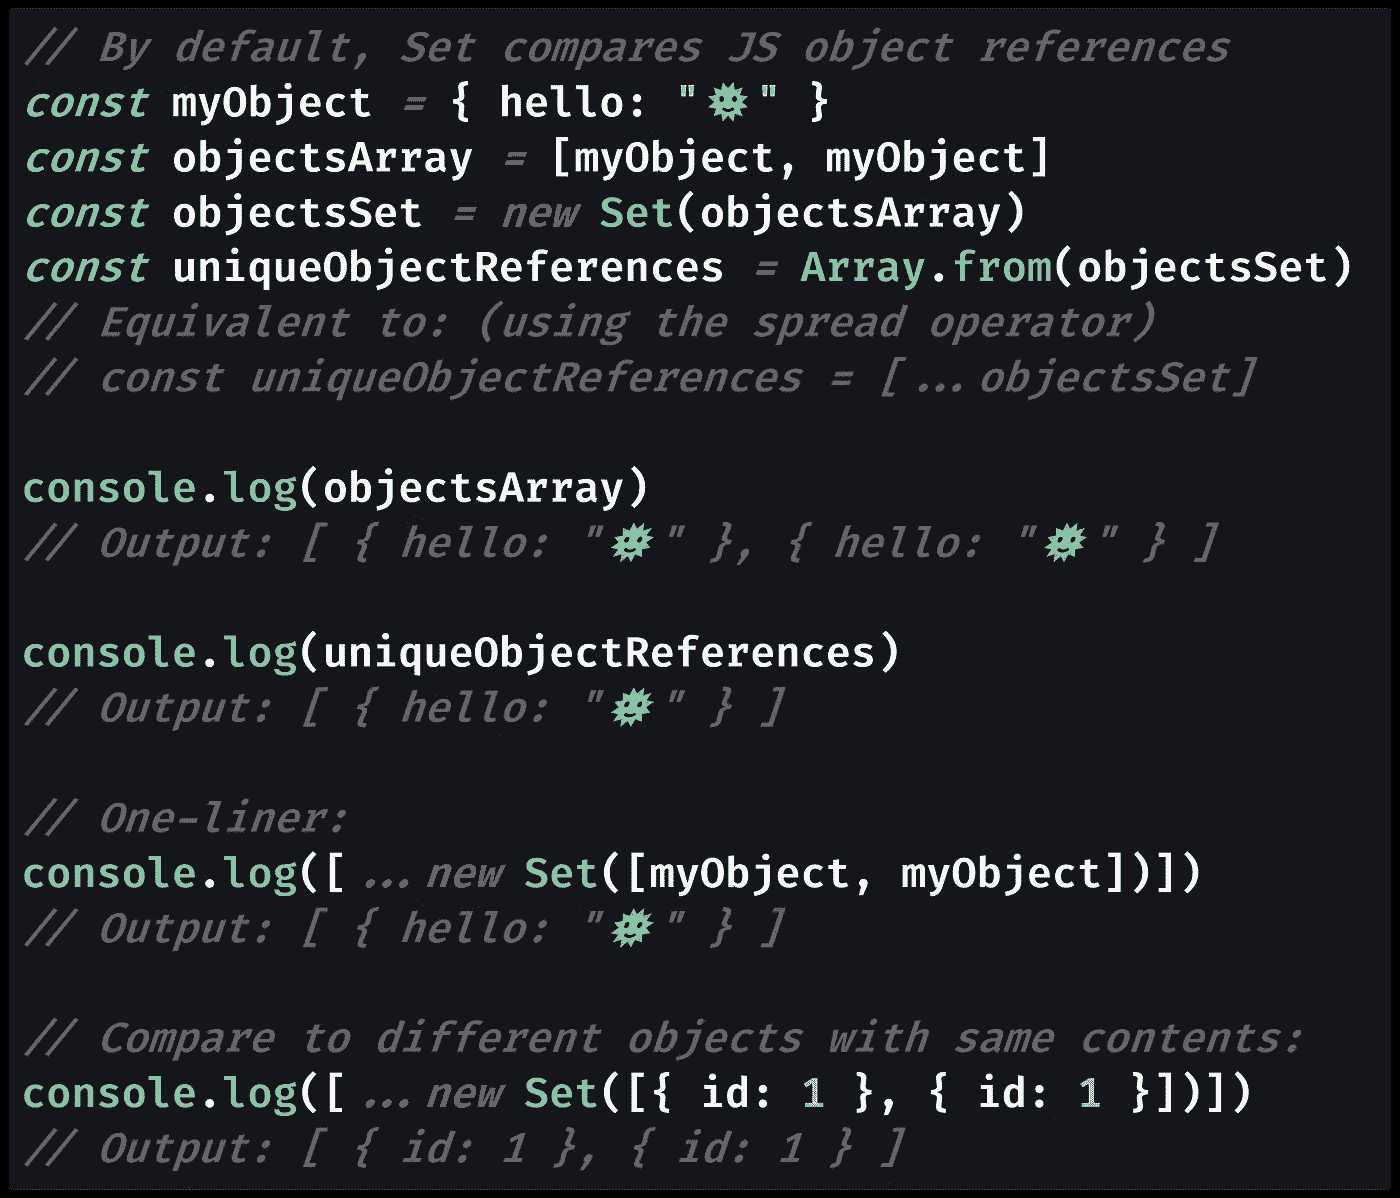 // By default, Set compares JS object references
const myObject = { hello: "🌞" }
const objectsArray = [myObject, myObject]
const objectsSet = new Set(objectsArray)
const uniqueObjectReferences = Array.from(objectsSet)
// Equivalent to: (using the spread operator)
// const uniqueObjectReferences = [...objectsSet]
console.log(objectsArray)
// Output: [ { hello: "🌞" }, { hello: "🌞" } ]
console.log(uniqueObjectReferences)
// Output: [ { hello: "🌞" } ]
// One-liner:
console.log([...new Set([myObject, myObject])])
// Output: [ { hello: "🌞" } ]
// Compare to different objects with same contents:
console.log([...new Set([{ id: 1 }, { id: 1 }])])
// Output: [ { id: 1 }, { id: 1 } ]